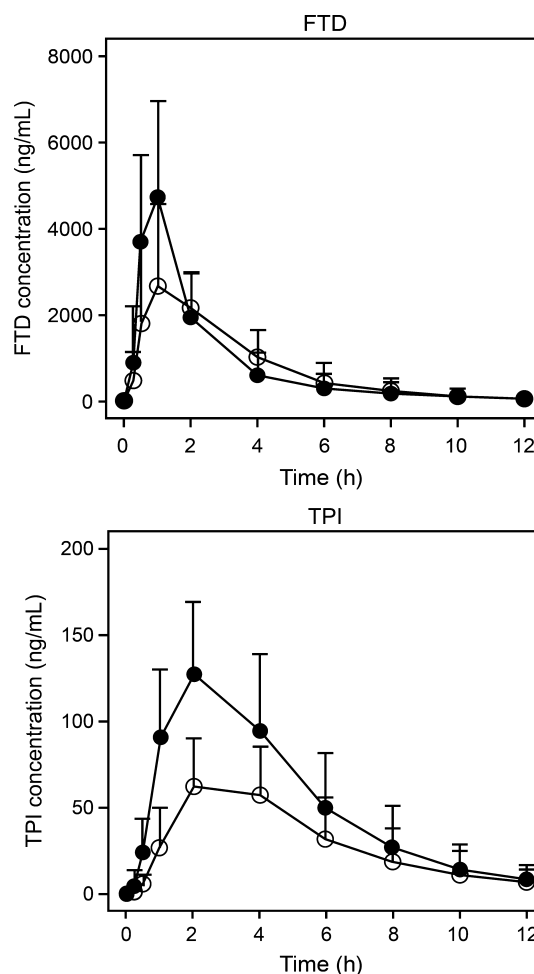 FTD
8000
6000
4000
2000
0
FTD concentration (ng/mL)
0 2 4 6 8 10 12
Time (h)
TPI
200
150
100
50
0
TPI concentration (ng/mL)
0 2 4 6 8 10 12
Time (h)